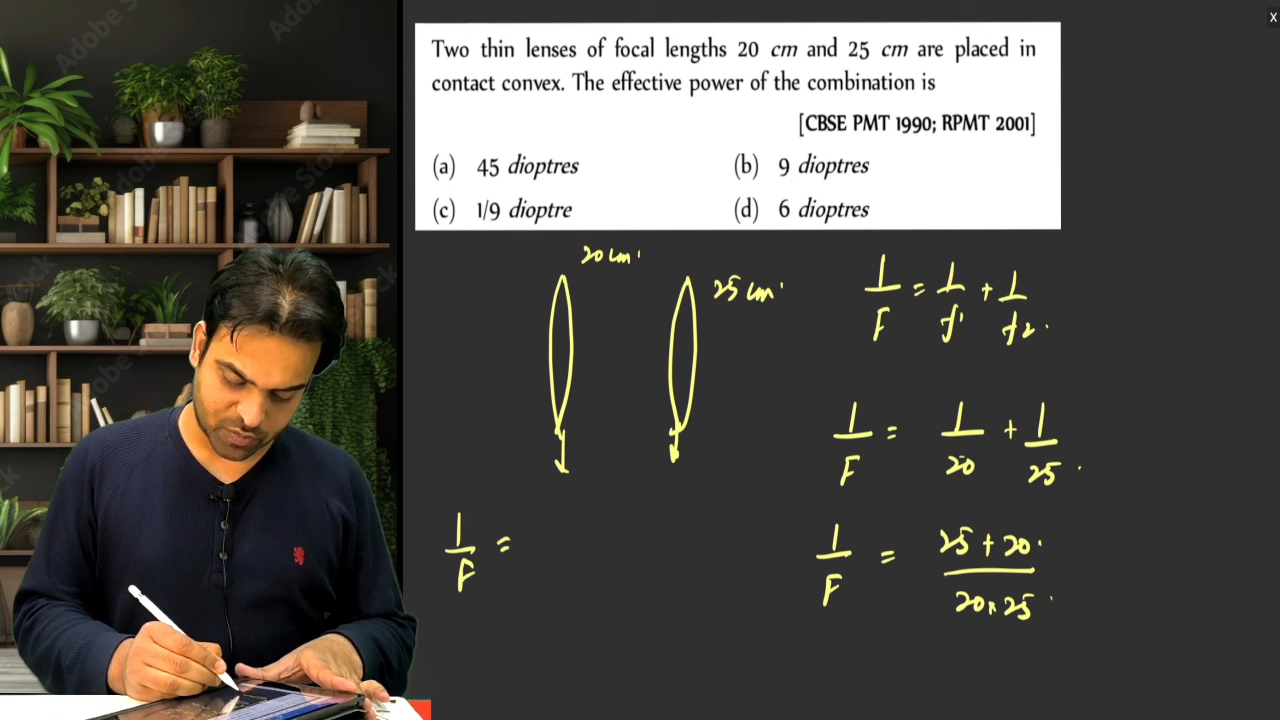 Two thin lenses of focal lengths 20 cm and 25 cm are placed in
contact convex. The effective power of the combination is
[CBSE PMT 1990; RPMT 2001]
(a) 45 dioptres (b) 9 dioptres
(c) 1/9 dioptre (d) 6 dioptres
20 cm
25 cm
1/F = 1/f1 + 1/f2
1/F = 1/20 + 1/25
1/F = (25 + 20)/(20 × 25)
1/F =
X
Adobe Stock